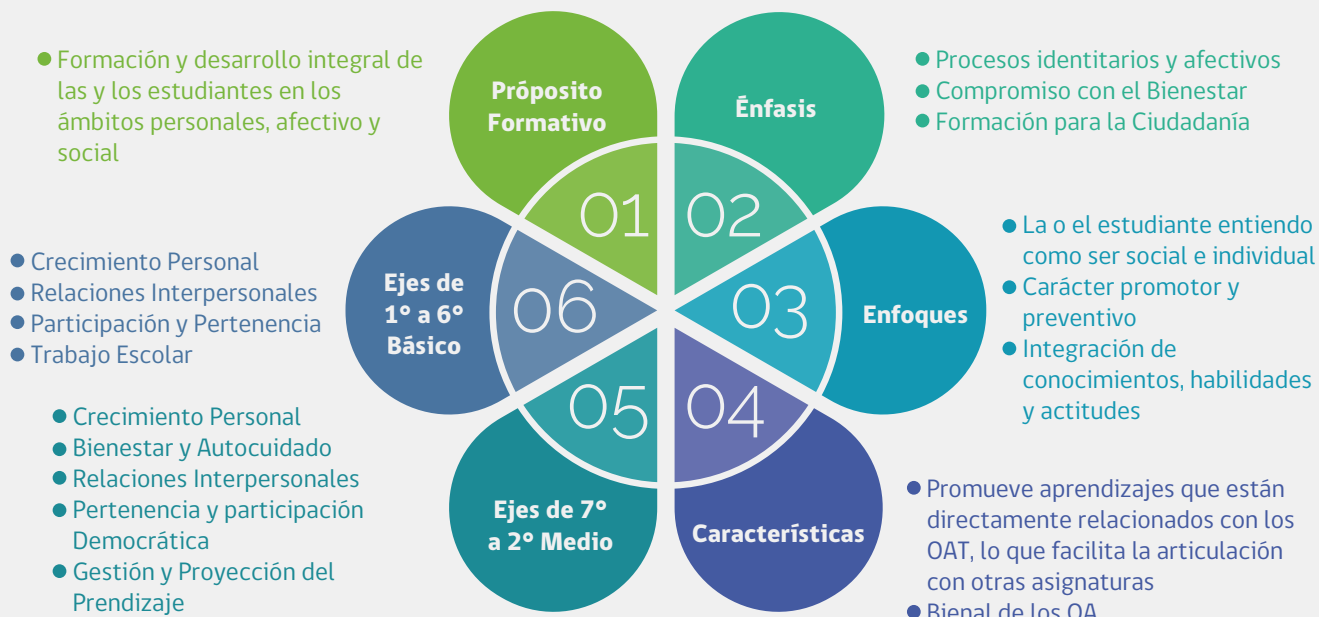 ● Formación y desarrollo integral de
las y los estudiantes en los
ámbitos personales, afectivo y
social
Próposito
Formativo
01
Énfasis
02
● Procesos identitarios y afectivos
● Compromiso con el Bienestar
● Formación para la Ciudadanía
Enfoques
03
● La o el estudiante entiendo
como ser social e individual
● Carácter promotor y
preventivo
● Integración de
conocimientos, habilidades
y actitudes
Características
04
● Promueve aprendizajes que están
directamente relacionados con los
OAT, lo que facilita la articulación
con otras asignaturas
● Bienal de los OA
Ejes de 7°
a 2° Medio
05
● Crecimiento Personal
● Bienestar y Autocuidado
● Relaciones Interpersonales
● Pertenencia y participación
Democrática
● Gestión y Proyección del
Prendizaje
Ejes de
1° a 6°
Básico
06
● Crecimiento Personal
● Relaciones Interpersonales
● Participación y Pertenencia
● Trabajo Escolar